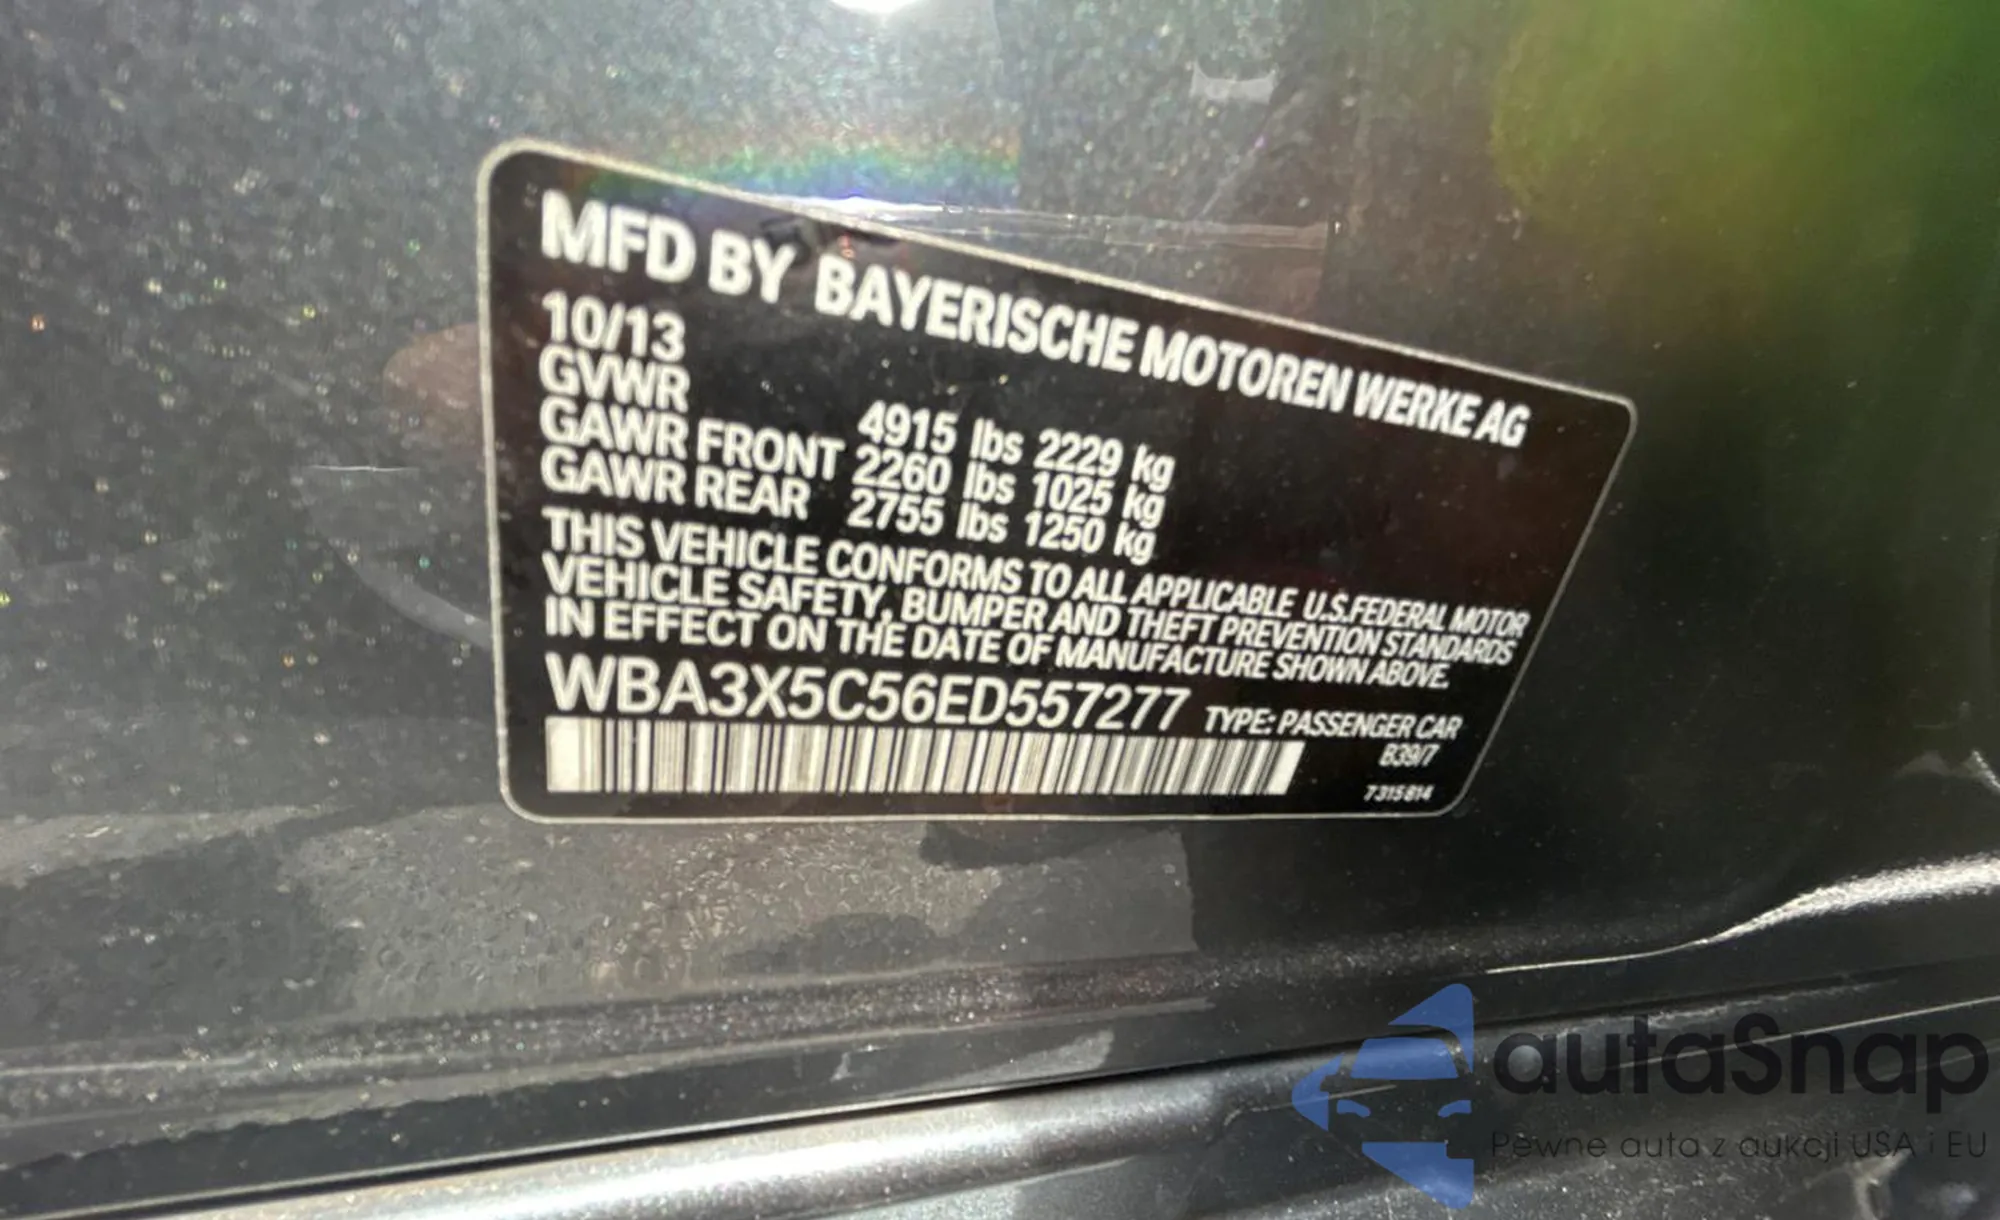 MFD BY BAYERISCHE MOTOREN WERKE AG
10/13
GVWR 4915 lbs 2229 kg
GAWR FRONT 2260 lbs 1025 kg
GAWR REAR 2755 lbs 1250 kg
THIS VEHICLE CONFORMS TO ALL APPLICABLE U.S.FEDERAL MOTOR
VEHICLE SAFETY, BUMPER AND THEFT PREVENTION STANDARDS
IN EFFECT ON THE DATE OF MANUFACTURE SHOWN ABOVE.
WBA3X5C56ED557277 TYPE: PASSENGER CAR
B39/7
7315814
autaSnap
Pewne auta z aukcji USA i EU